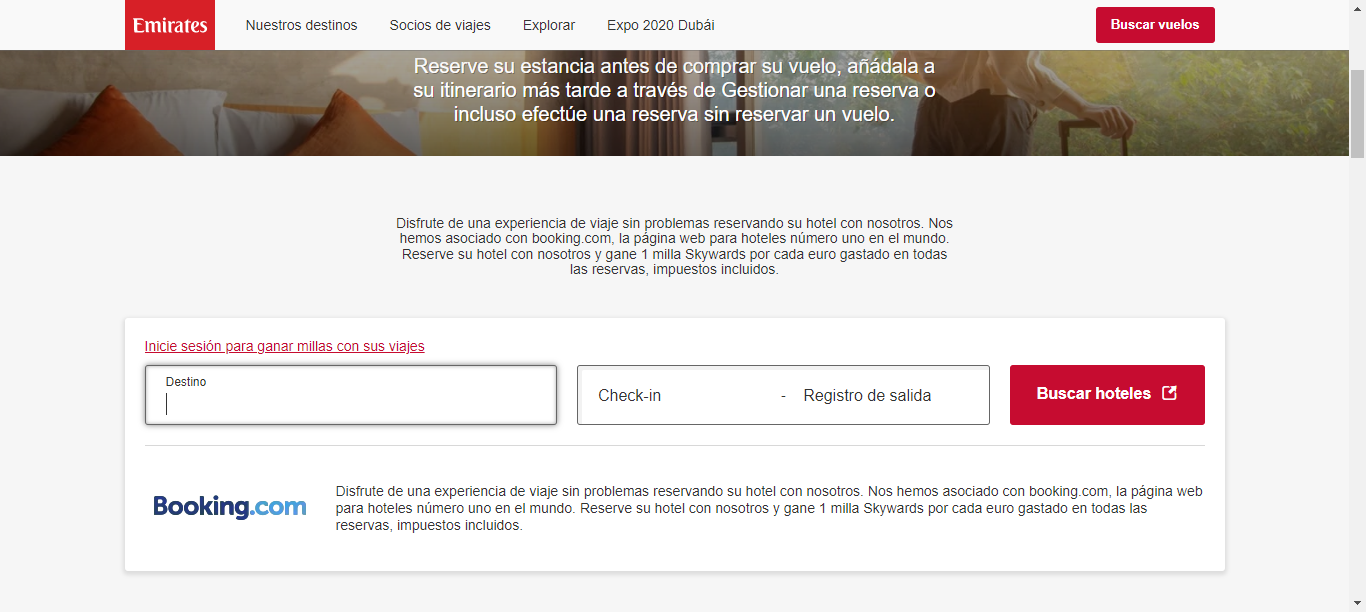 Emirates
Nuestros destinos
Socios de viajes
Explorar
Expo 2020 Dubái
Buscar vuelos
Reserve su estancia antes de comprar su vuelo, añádala a
su itinerario más tarde a través de Gestionar una reserva o
incluso efectúe una reserva sin reservar un vuelo.
Disfrute de una experiencia de viaje sin problemas reservando su hotel con nosotros. Nos
hemos asociado con booking.com, la página web para hoteles número uno en el mundo.
Reserve su hotel con nosotros y gane 1 milla Skywards por cada euro gastado en todas
las reservas, impuestos incluidos.
Inicie sesión para ganar millas con sus viajes
Destino
Check-in - Registro de salida
Buscar hoteles
Booking.com
Disfrute de una experiencia de viaje sin problemas reservando su hotel con nosotros. Nos hemos asociado con booking.com, la página web
para hoteles número uno en el mundo. Reserve su hotel con nosotros y gane 1 milla Skywards por cada euro gastado en todas las
reservas, impuestos incluidos.